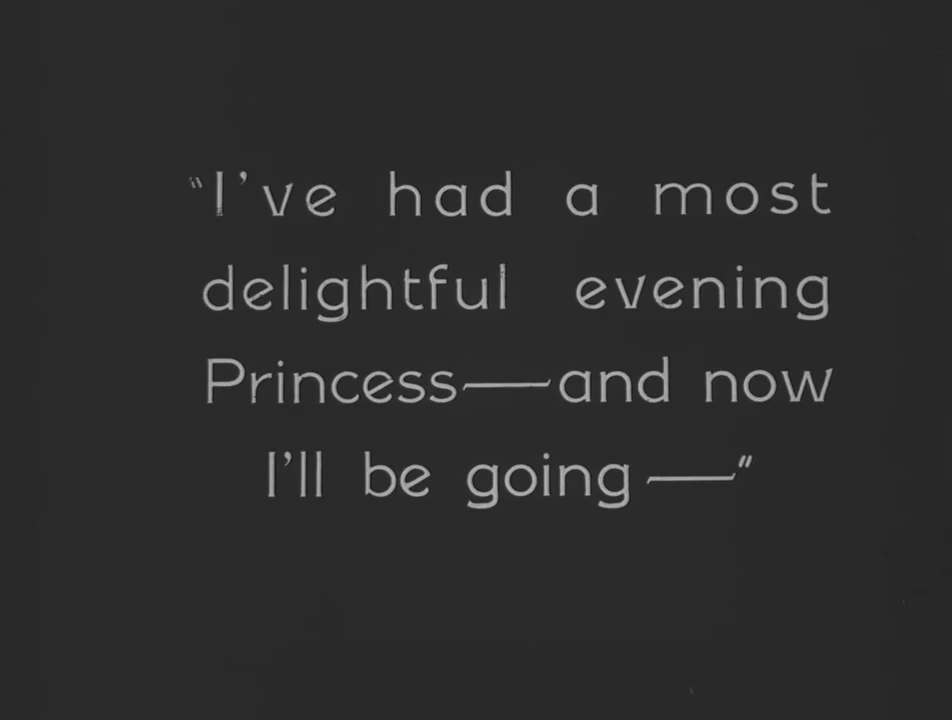 "I've had a most
delightful evening
Princess—and now
I'll be going—"